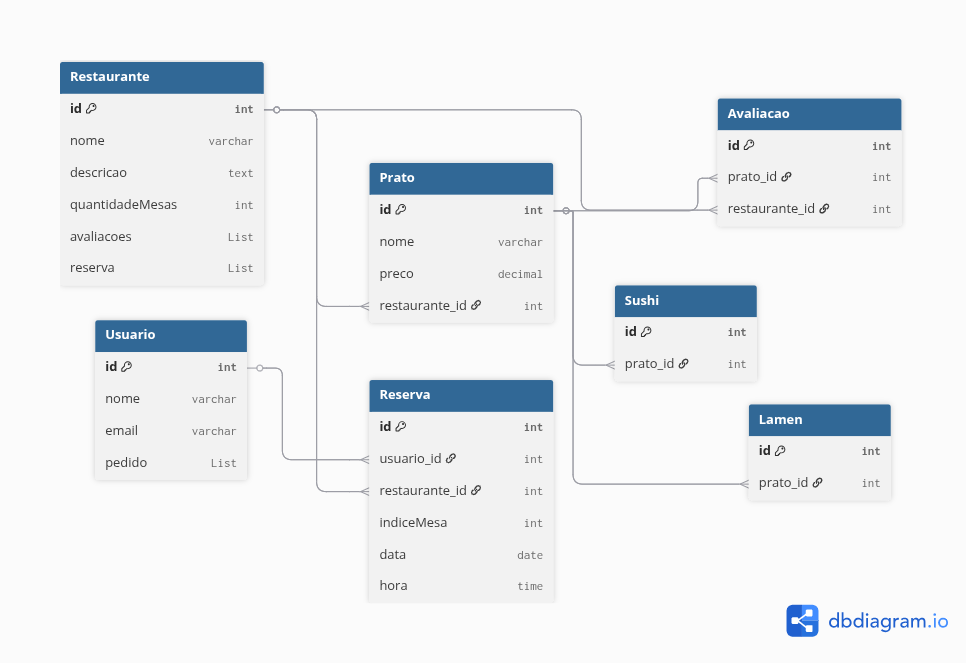 Restaurante
id int
nome varchar
descricao text
quantidadeMesas int
avaliacoes List
reserva List
Usuario
id int
nome varchar
email varchar
pedido List
Prato
id int
nome varchar
preco decimal
restaurante_id int
Reserva
id int
usuario_id int
restaurante_id int
indiceMesa int
data date
hora time
Avaliacao
id int
prato_id int
restaurante_id int
Sushi
id int
prato_id int
Lamen
id int
prato_id int
dbdiagram.io